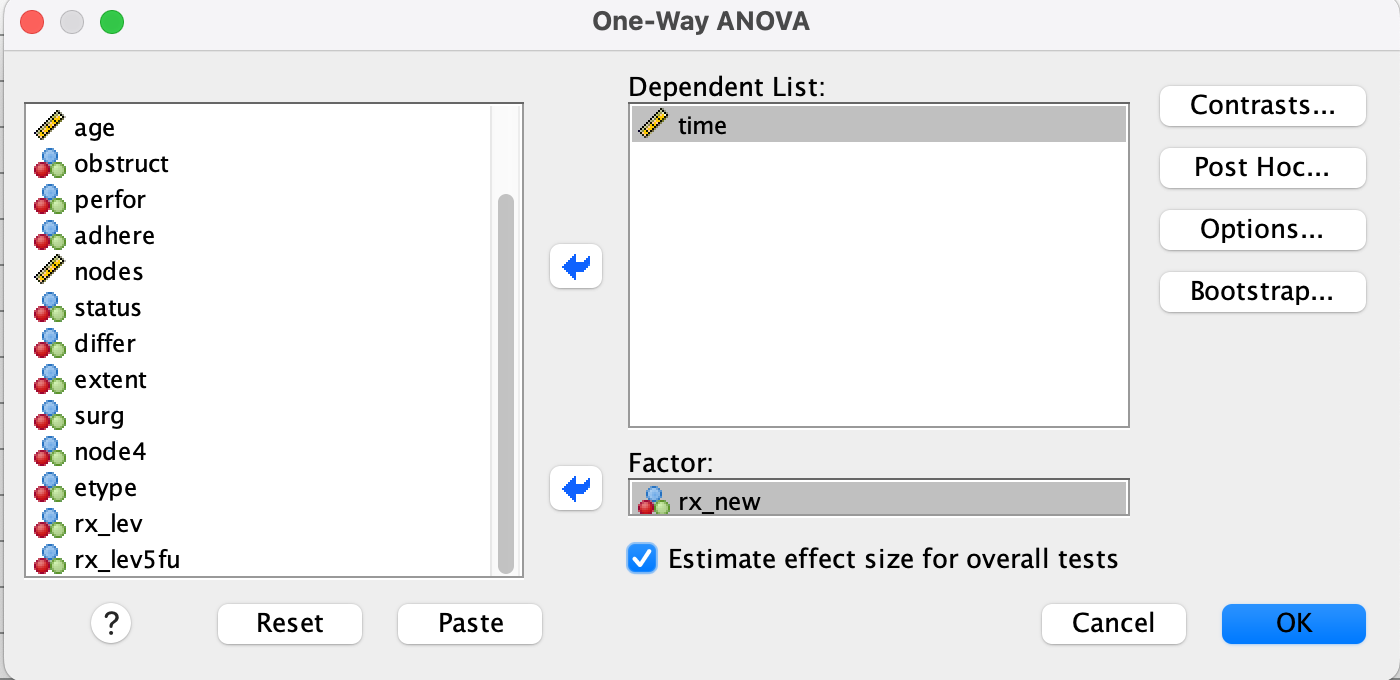 One-Way ANOVA
age
obstruct
perfor
adhere
nodes
status
differ
extent
surg
node4
etype
rx_lev
rx_lev5fu
Dependent List:
time
Factor:
rx_new
Estimate effect size for overall tests
Contrasts...
Post Hoc...
Options...
Bootstrap...
?
Reset
Paste
Cancel
OK